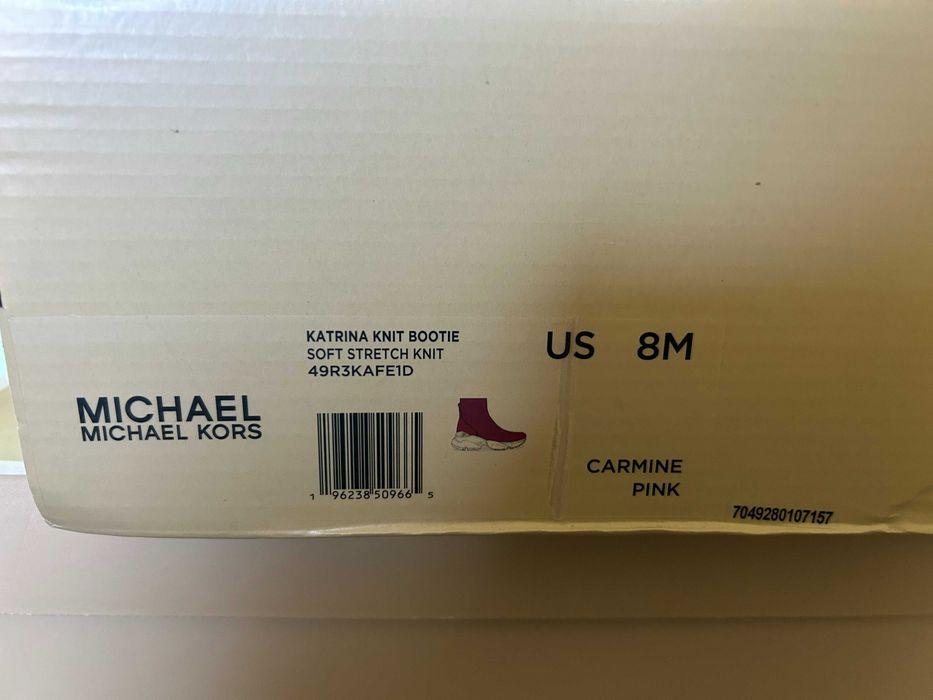 KATRINA KNIT BOOTIE
SOFT STRETCH KNIT
49R3KAFE1D
US 8M
MICHAEL
MICHAEL KORS
1 96238 50966 5
CARMINE
PINK
7049280107157